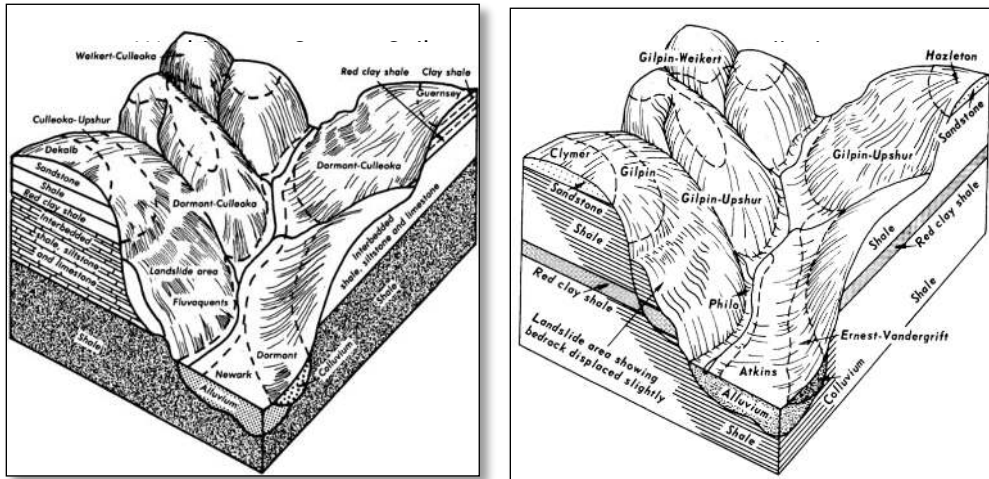 Weikert-Culleoka
Red clay shale
Clay shale
Guernsey
Culleoka-Upshur
Dekalb
Sandstone
Shale
Red clay shale
Interbedded
shale, siltstone
and limestone
Dormont-Culleoka
Dormont-Culleoka
Landslide area
Fluvaquents
Interbedded
shale, siltstone and limestone
Shale
Shale
Dormont
Newark
Alluvium
Colluvium
Gilpin-Weikert
Hazleton
Sandstone
Clymer
Gilpin
Gilpin-Upshur
Gilpin-Upshur
Sandstone
Shale
Shale
Red clay shale
Shale
Red clay shale
Philo
Landslide area showing
bedrock displaced slightly
Ernest-Vandergrift
Atkins
Alluvium
Colluvium
Shale